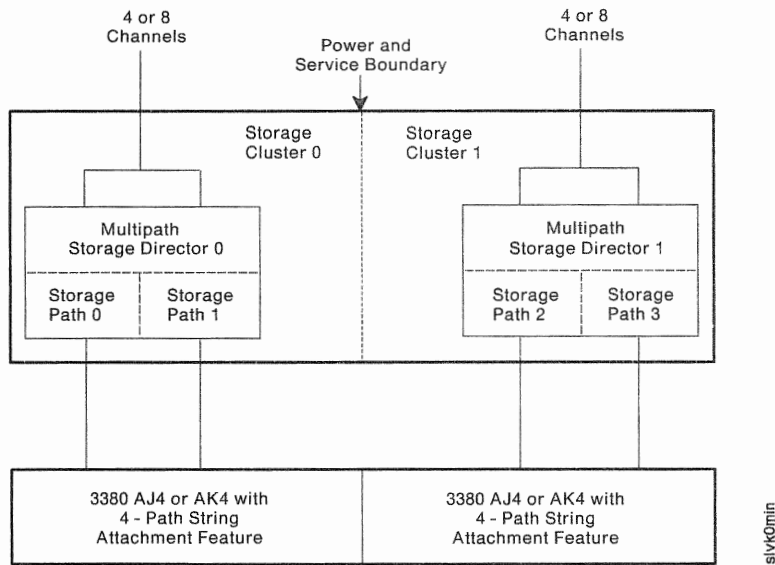 4 or 8
Channels
Power and
Service Boundary
4 or 8
Channels
Storage
Cluster 0
Storage
Cluster 1
Multipath
Storage Director 0
Storage
Path 0
Storage
Path 1
Multipath
Storage Director 1
Storage
Path 2
Storage
Path 3
3380 AJ4 or AK4 with
4 - Path String
Attachment Feature
3380 AJ4 or AK4 with
4 - Path String
Attachment Feature
slvk0min